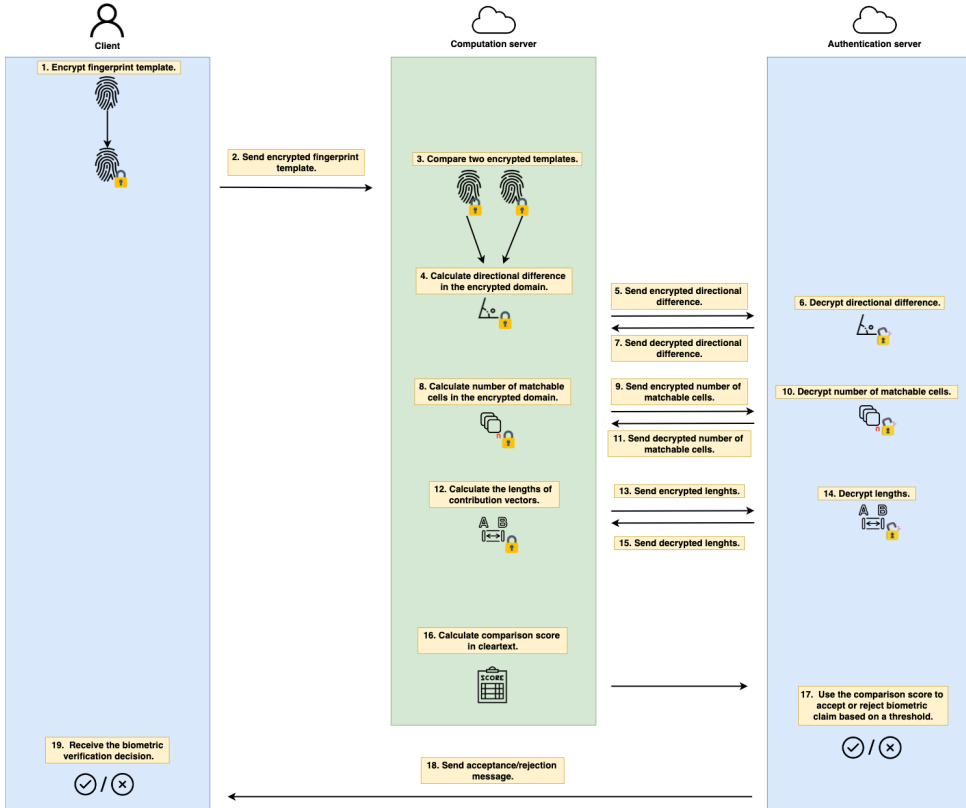 Client
Computation server
Authentication server
1. Encrypt fingerprint template.
2. Send encrypted fingerprint
template.
3. Compare two encrypted templates.
4. Calculate directional difference
in the encrypted domain.
5. Send encrypted directional
difference.
6. Decrypt directional difference.
7. Send decrypted directional
difference.
8. Calculate number of matchable
cells in the encrypted domain.
n
9. Send encrypted number of
matchable cells.
10. Decrypt number of matchable cells.
n
11. Send decrypted number of
matchable cells.
12. Calculate the lengths of
contribution vectors.
A B
13. Send encrypted lenghts.
14. Decrypt lengths.
A B
15. Send decrypted lenghts.
16. Calculate comparison score
in cleartext.
SCORE
17. Use the comparison score to
accept or reject biometric
claim based on a threshold.
/
18. Send acceptance/rejection
message.
19. Receive the biometric
verification decision.
/